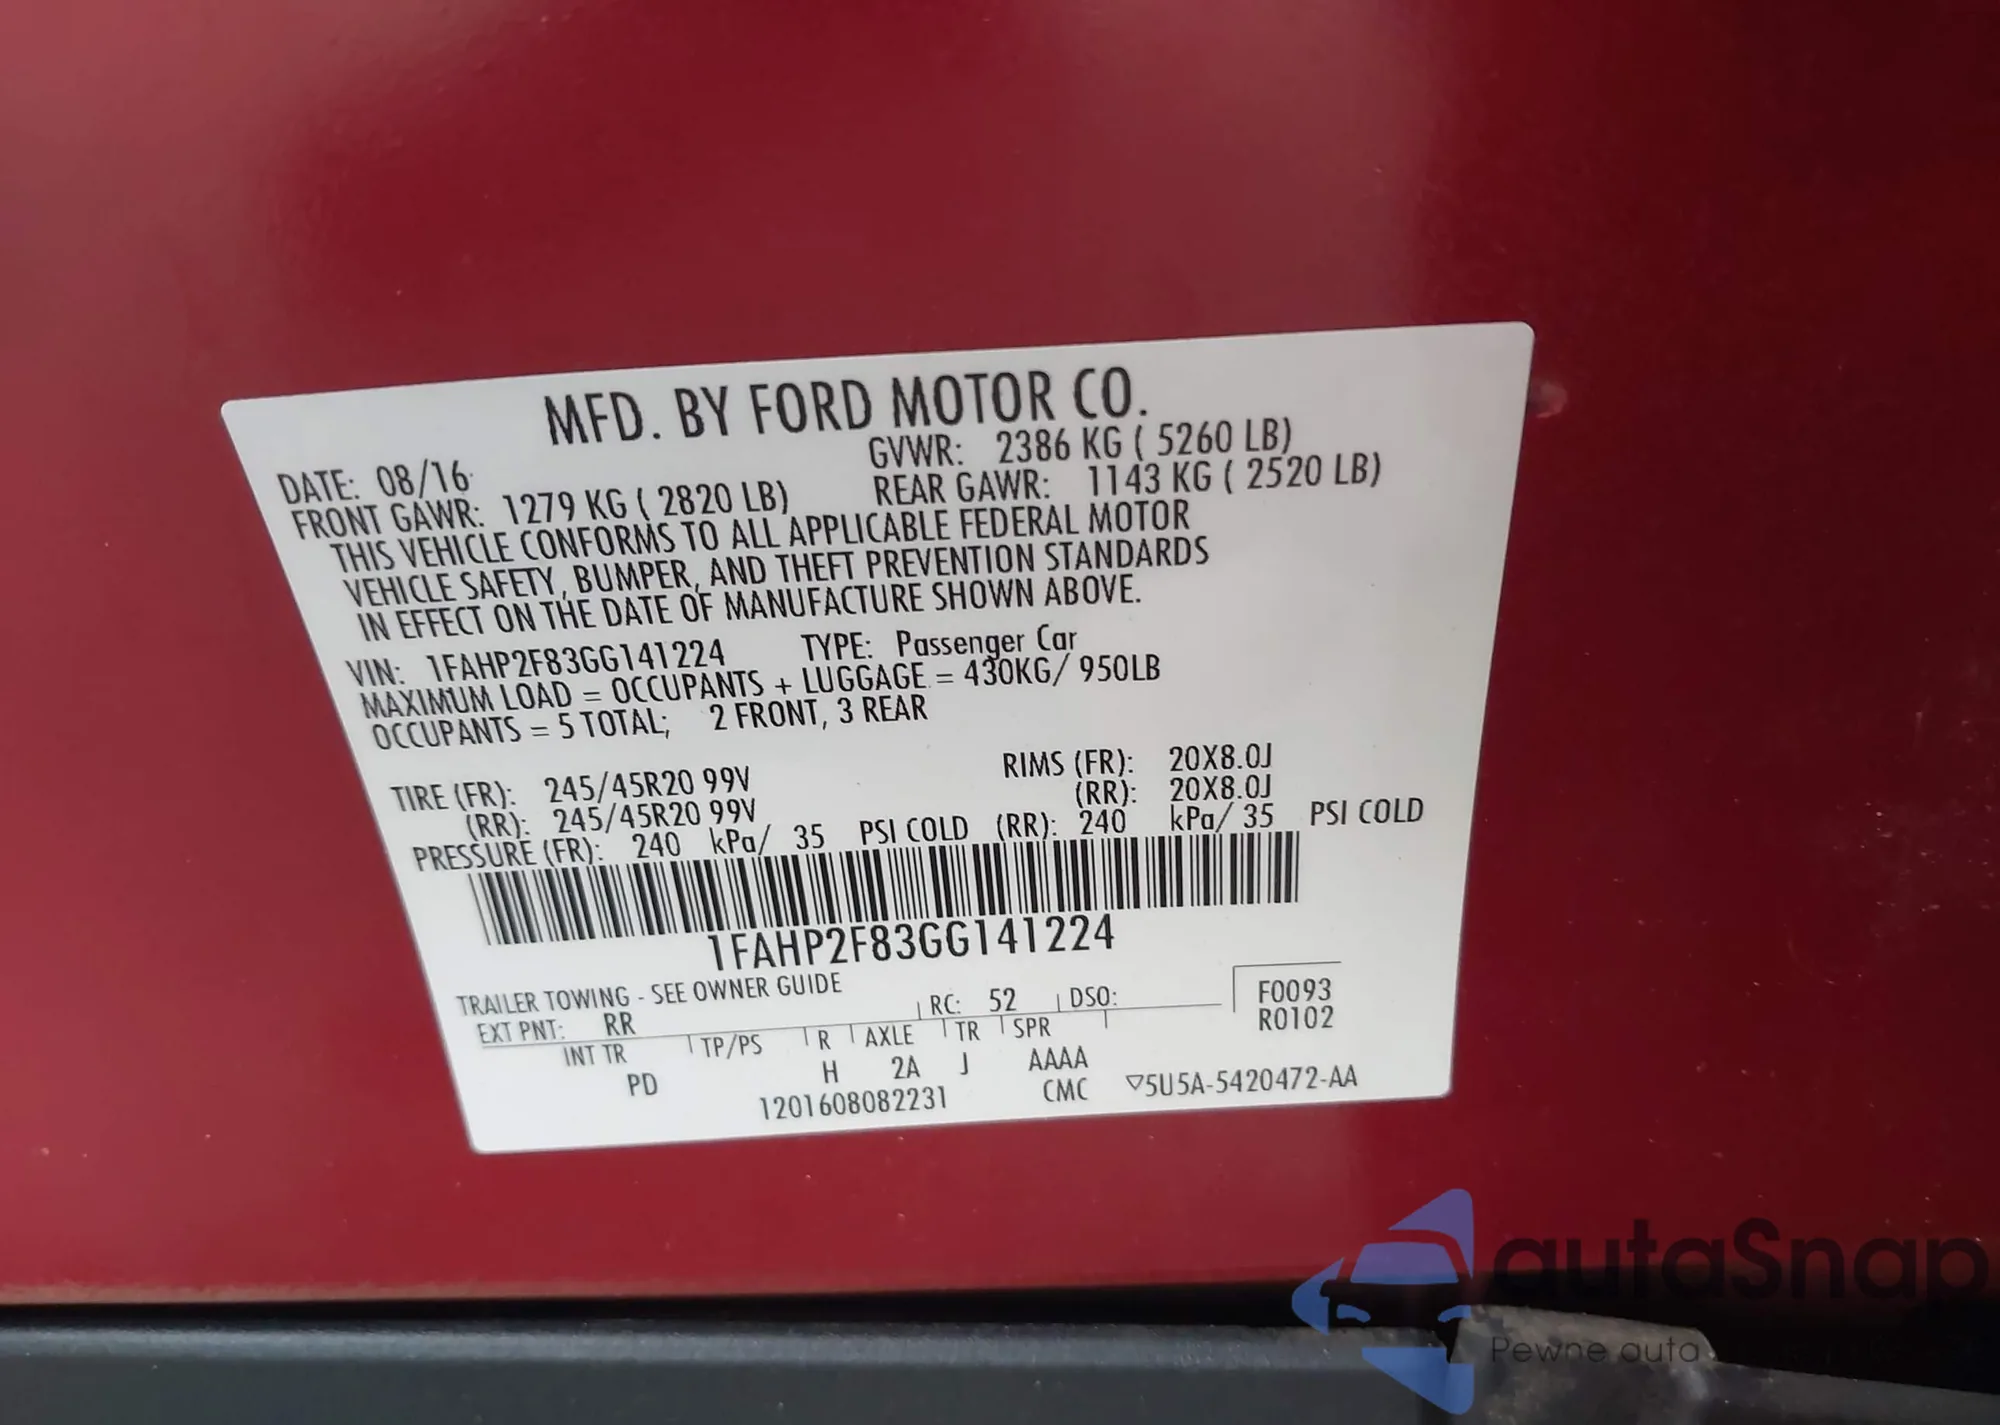 MFD. BY FORD MOTOR CO.
DATE: 08/16 GVWR: 2386 KG ( 5260 LB)
FRONT GAWR: 1279 KG ( 2820 LB) REAR GAWR: 1143 KG ( 2520 LB)
THIS VEHICLE CONFORMS TO ALL APPLICABLE FEDERAL MOTOR
VEHICLE SAFETY, BUMPER, AND THEFT PREVENTION STANDARDS
IN EFFECT ON THE DATE OF MANUFACTURE SHOWN ABOVE.
VIN: 1FAHP2F83GG141224 TYPE: Passenger Car
MAXIMUM LOAD = OCCUPANTS + LUGGAGE = 430KG/ 950LB
OCCUPANTS = 5 TOTAL; 2 FRONT, 3 REAR
TIRE (FR): 245/45R20 99V RIMS (FR): 20X8.0J
(RR): 245/45R20 99V (RR): 20X8.0J
PRESSURE (FR): 240 kPa/ 35 PSI COLD (RR): 240 kPa/ 35 PSI COLD
1FAHP2F83GG141224
TRAILER TOWING - SEE OWNER GUIDE
EXT PNT: RR RC: 52 DSO: F0093
INT TR TP/PS R AXLE TR SPR R0102
PD H 2A J AAAA
1201608082231 CMC ▽5U5A-5420472-AA
autaSnap
Pewne auta